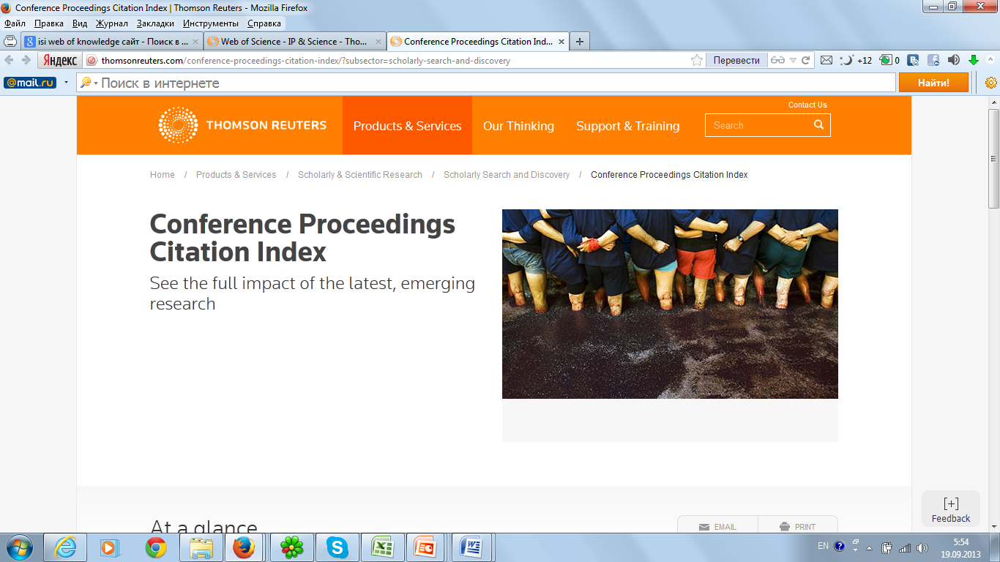 Conference Proceedings Citation Index | Thomson Reuters - Mozilla Firefox
Файл Правка Вид Журнал Закладки Инструменты Справка
isi web of knowledge сайт - Поиск в ... Web of Science - IP & Science - Tho... Conference Proceedings Citation Ind...
Яндекс thomsonreuters.com/conference-proceedings-citation-index/?subsector=scholarly-search-and-discovery Перевести +12 0
@mail.ru Поиск в интернете Найти!
Contact Us
THOMSON REUTERS Products & Services Our Thinking Support & Training Search
Home / Products & Services / Scholarly & Scientific Research / Scholarly Search and Discovery / Conference Proceedings Citation Index
Conference Proceedings
Citation Index
See the full impact of the latest, emerging
research
[+]
Feedback
At a glance EMAIL PRINT
EN 5:54
19.09.2013